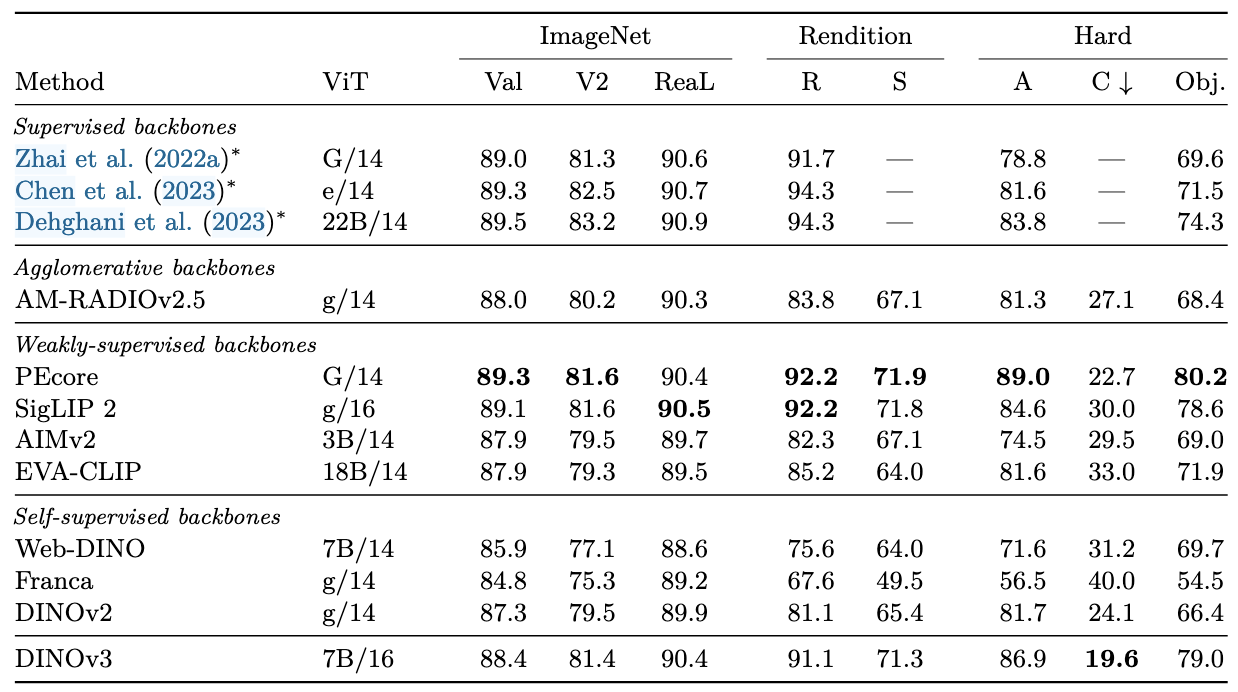 ImageNet Rendition Hard
Method ViT Val V2 ReaL R S A C ↓ Obj.
Supervised backbones
Zhai et al. (2022a)* G/14 89.0 81.3 90.6 91.7 — 78.8 — 69.6
Chen et al. (2023)* e/14 89.3 82.5 90.7 94.3 — 81.6 — 71.5
Dehghani et al. (2023)* 22B/14 89.5 83.2 90.9 94.3 — 83.8 — 74.3
Agglomerative backbones
AM-RADIOv2.5 g/14 88.0 80.2 90.3 83.8 67.1 81.3 27.1 68.4
Weakly-supervised backbones
PEcore G/14 89.3 81.6 90.4 92.2 71.9 89.0 22.7 80.2
SigLIP 2 g/16 89.1 81.6 90.5 92.2 71.8 84.6 30.0 78.6
AIMv2 3B/14 87.9 79.5 89.7 82.3 67.1 74.5 29.5 69.0
EVA-CLIP 18B/14 87.9 79.3 89.5 85.2 64.0 81.6 33.0 71.9
Self-supervised backbones
Web-DINO 7B/14 85.9 77.1 88.6 75.6 64.0 71.6 31.2 69.7
Franca g/14 84.8 75.3 89.2 67.6 49.5 56.5 40.0 54.5
DINOv2 g/14 87.3 79.5 89.9 81.1 65.4 81.7 24.1 66.4
DINOv3 7B/16 88.4 81.4 90.4 91.1 71.3 86.9 19.6 79.0